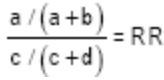 a / (a+b)
c / (c+d) = RR